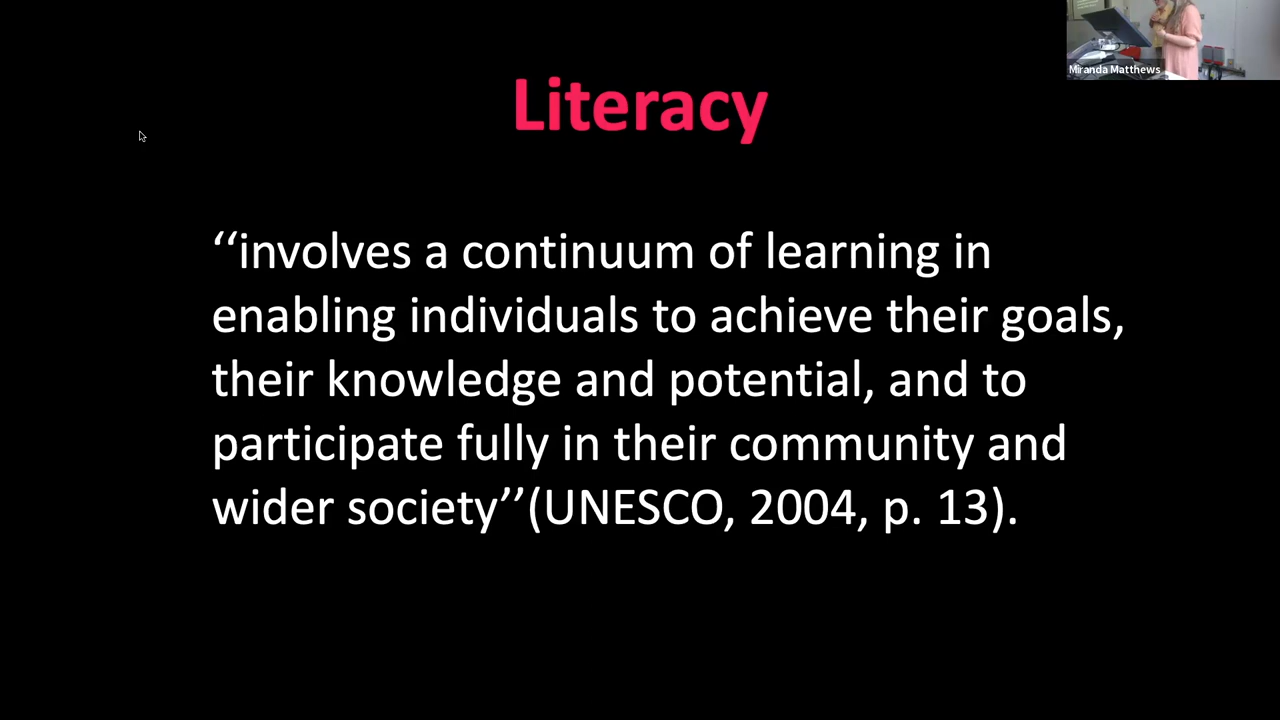 Literacy
‘‘involves a continuum of learning in
enabling individuals to achieve their goals,
their knowledge and potential, and to
participate fully in their community and
wider society’’(UNESCO, 2004, p. 13).
Miranda Matthews